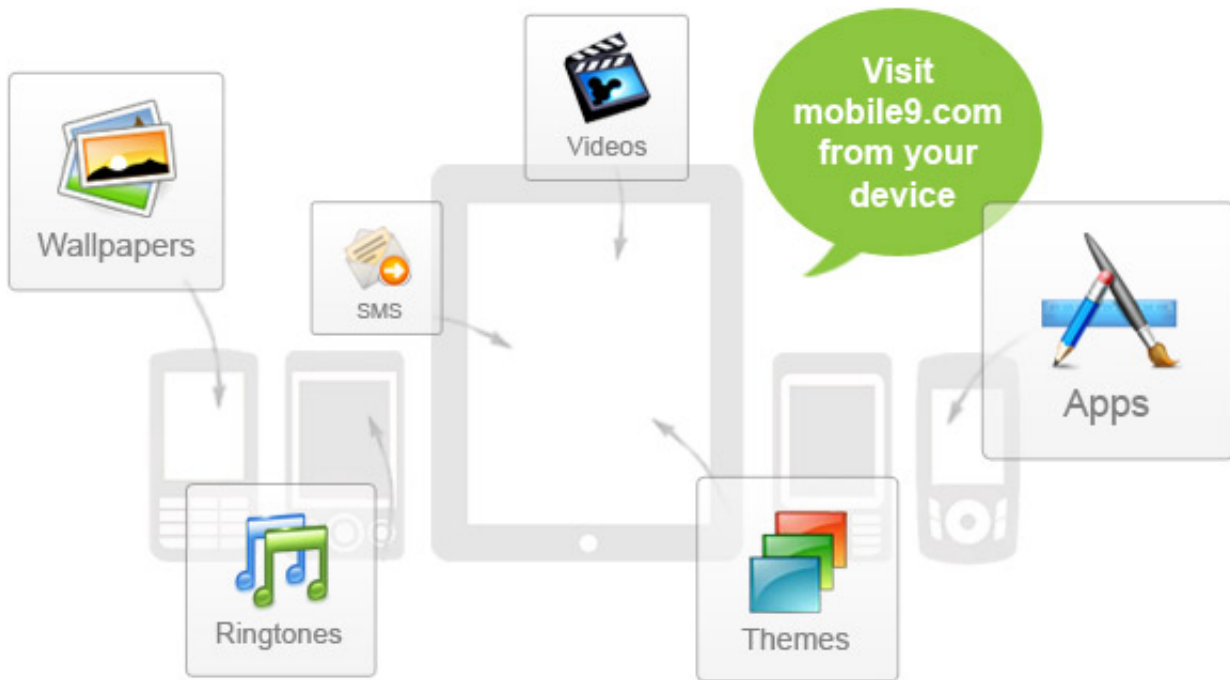 Visit
mobile9.com
from your
device
Videos
Wallpapers
SMS
Apps
Ringtones
Themes